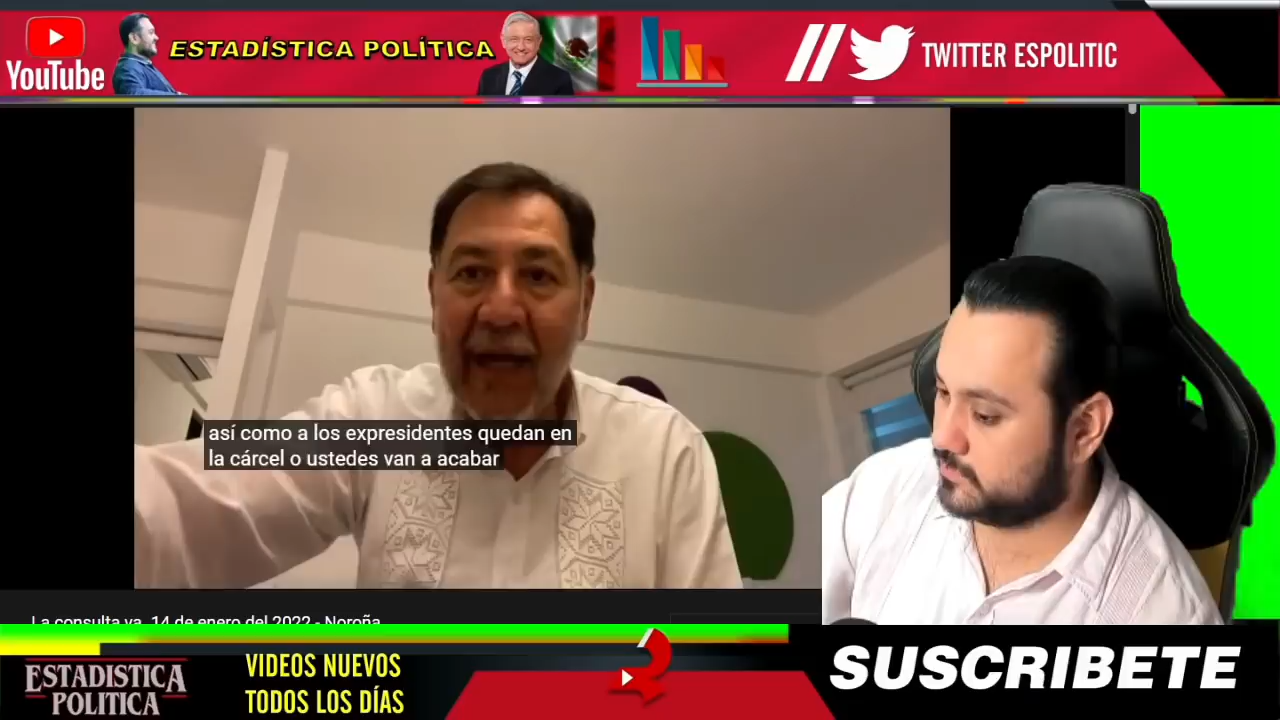 YouTube
ESTADÍSTICA POLÍTICA
TWITTER ESPOLITIC
así como a los expresidentes quedan en
la cárcel o ustedes van a acabar
La consulta va, 14 de enero del 2022 - Noroña
ESTADISTICA
POLÍTICA
VIDEOS NUEVOS
TODOS LOS DÍAS
SUSCRIBETE